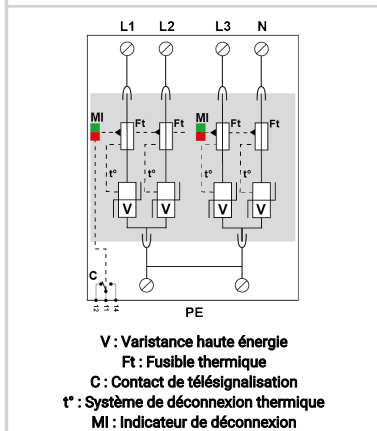 L1 L2 L3 N
MI Ft Ft MI Ft Ft
t° t° t° t°
V V V V
C
12 11 14
PE
V : Varistance haute énergie
Ft : Fusible thermique
C : Contact de télésignalisation
t° : Système de déconnexion thermique
MI : Indicateur de déconnexion